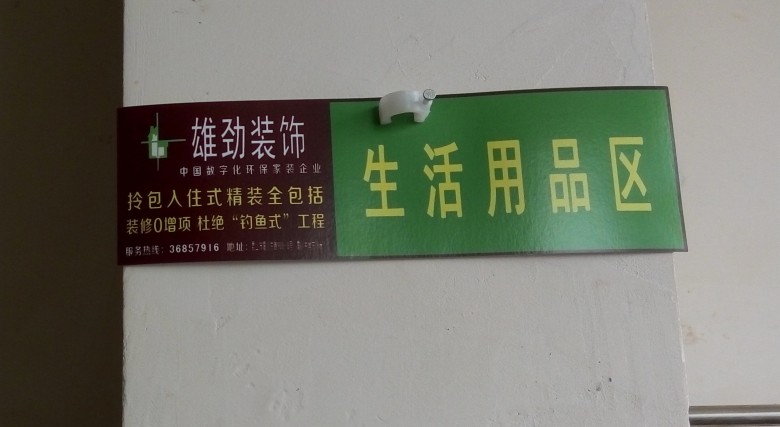 雄劲装饰
中国数字化环保家装企业
拎包入住式精装全包括
装修0增项 杜绝“钓鱼式”工程
服务热线：36857916 地址：
生活用品区